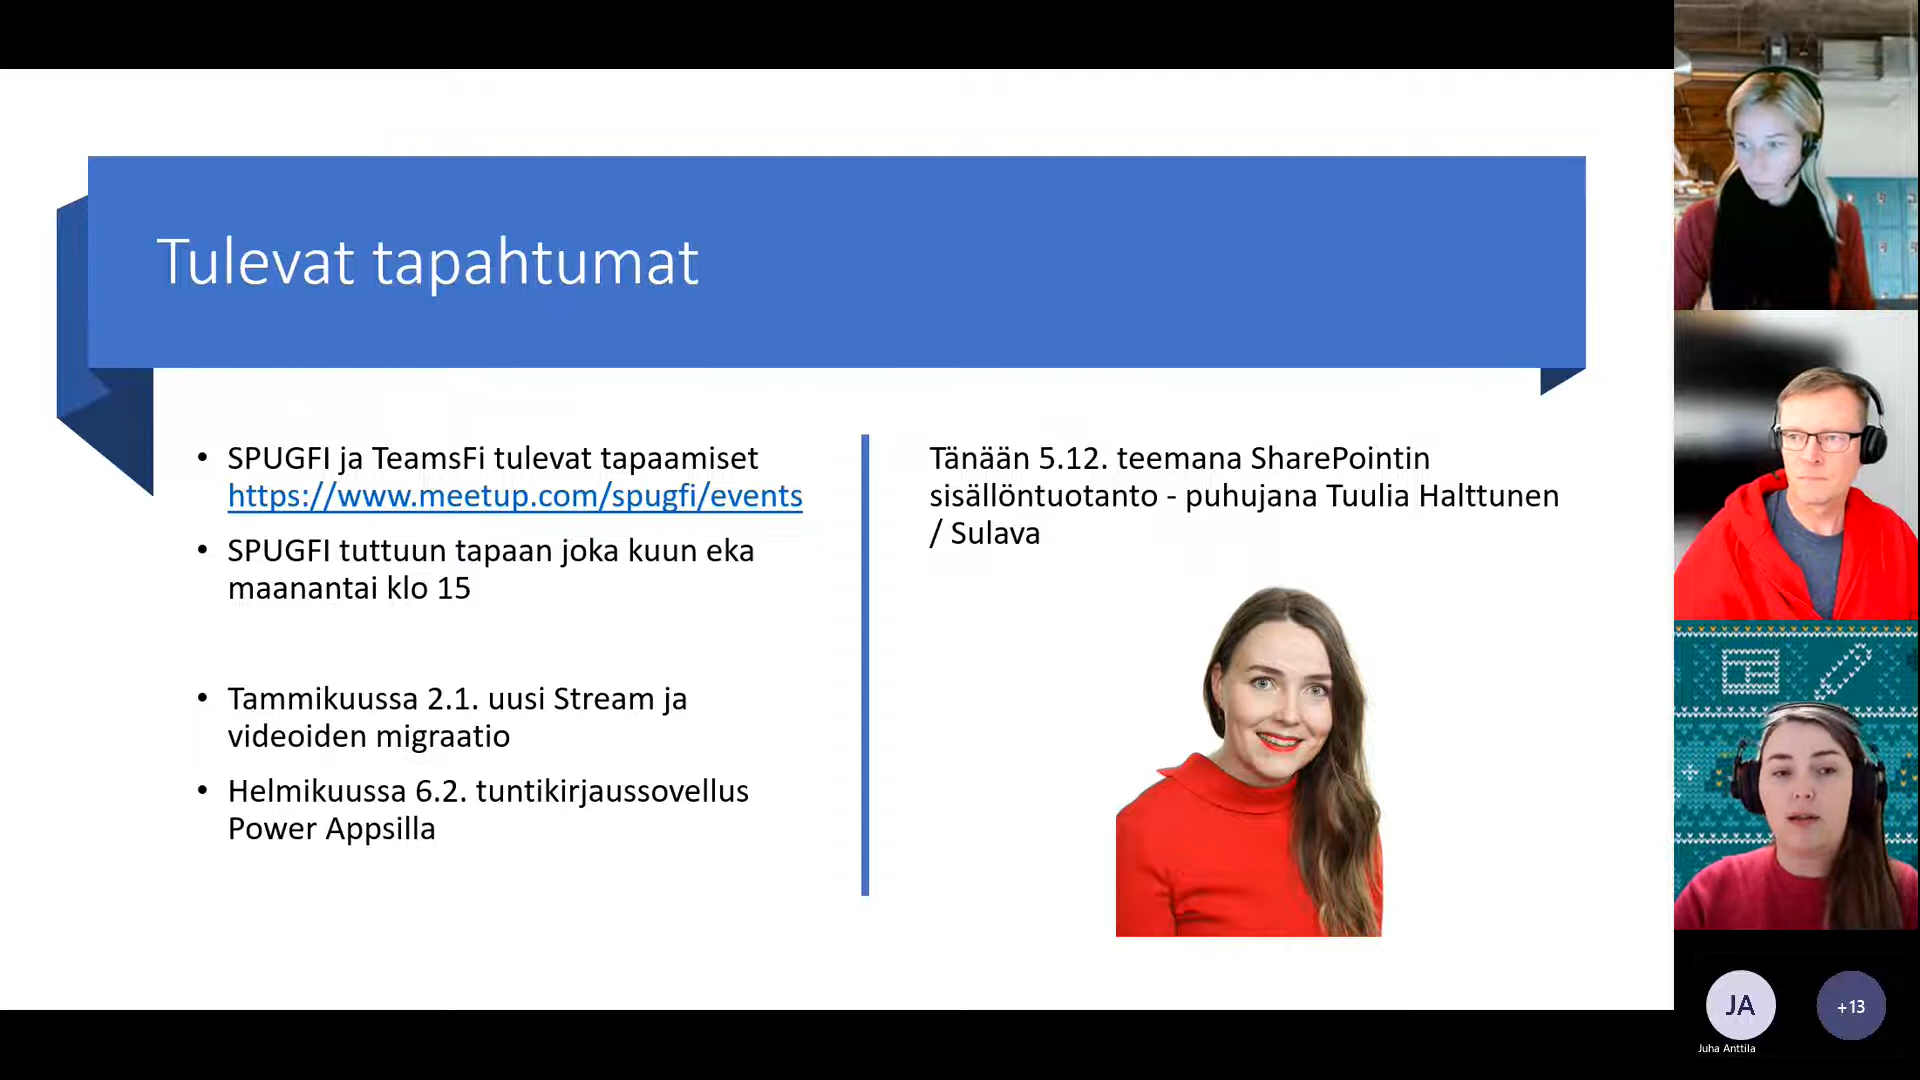 Tulevat tapahtumat
• SPUGFI ja TeamsFi tulevat tapaamiset
https://www.meetup.com/spugfi/events
• SPUGFI tuttuun tapaan joka kuun eka
maanantai klo 15
• Tammikuussa 2.1. uusi Stream ja
videoiden migraatio
• Helmikuussa 6.2. tuntikirjaussovellus
Power Appsilla
Tänään 5.12. teemana SharePointin
sisällöntuotanto - puhujana Tuulia Halttunen
/ Sulava
JA
+13
Juha Anttila